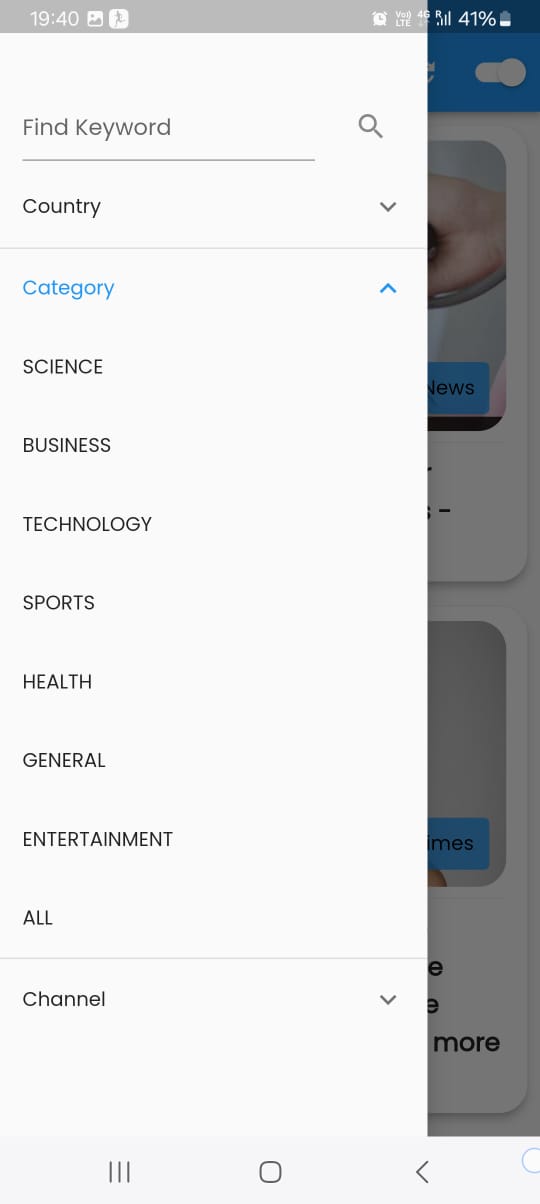 19:40 Vo) 4G R 41%
LTE
Find Keyword
Country
Category
SCIENCE
News
BUSINESS
TECHNOLOGY
SPORTS
HEALTH
GENERAL
ENTERTAINMENT
ALL
Channel
more